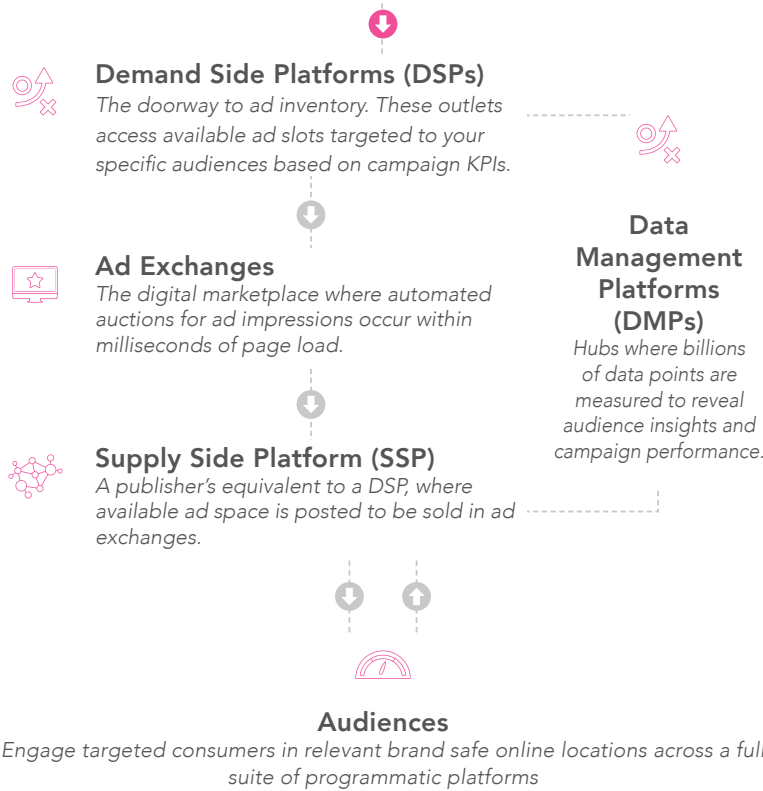 Demand Side Platforms (DSPs)
The doorway to ad inventory. These outlets
access available ad slots targeted to your
specific audiences based on campaign KPIs.
Ad Exchanges
The digital marketplace where automated
auctions for ad impressions occur within
milliseconds of page load.
Supply Side Platform (SSP)
A publisher’s equivalent to a DSP, where
available ad space is posted to be sold in ad
exchanges.
Data
Management
Platforms
(DMPs)
Hubs where billions
of data points are
measured to reveal
audience insights and
campaign performance.
Audiences
Engage targeted consumers in relevant brand safe online locations across a full
suite of programmatic platforms